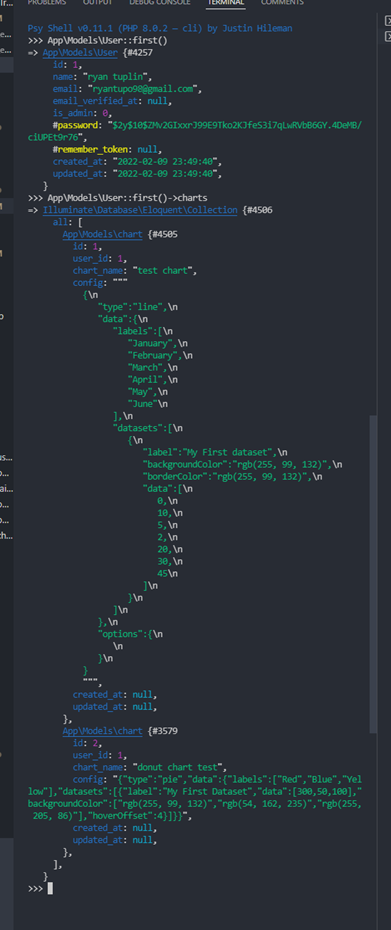 PROBLEMS OUTPUT DEBUG CONSOLE TERMINAL COMMENTS
Psy Shell v0.11.1 (PHP 8.0.2 — cli) by Justin Hileman
>>> App\Models\User::first()
=> App\Models\User {#4257
id: 1,
name: "ryan tuplin",
email: "ryantupo98@gmail.com",
email_verified_at: null,
is_admin: 0,
#password: "$2y$10$ZMv2GIxxrJ99E9Tko2KJfeS3i7qLwRVbB6GY.4DeMB/
ciUPEt9r76",
#remember_token: null,
created_at: "2022-02-09 23:49:40",
updated_at: "2022-02-09 23:49:40",
}
>>> App\Models\User::first()->charts
=> Illuminate\Database\Eloquent\Collection {#4506
all: [
App\Models\chart {#4505
id: 1,
user_id: 1,
chart_name: "test chart",
config: """
{\n
"type":"line",\n
"data":{\n
"labels":[\n
"January",\n
"February",\n
"March",\n
"April",\n
"May",\n
"June"\n
],\n
"datasets":[\n
{\n
"label":"My First dataset",\n
"backgroundColor":"rgb(255, 99, 132)",\n
"borderColor":"rgb(255, 99, 132)",\n
"data":[\n
0,\n
10,\n
5,\n
2,\n
20,\n
30,\n
45\n
]\n
}\n
]\n
},\n
"options":{\n
\n
}\n
}
""",
created_at: null,
updated_at: null,
},
App\Models\chart {#3579
id: 2,
user_id: 1,
chart_name: "donut chart test",
config: "{"type":"pie","data":{"labels":["Red","Blue","Yel
low"],"datasets":[{"label":"My First Dataset","data":[300,50,100],"
backgroundColor":["rgb(255, 99, 132)","rgb(54, 162, 235)","rgb(255,
205, 86)"],"hoverOffset":4}]}}",
created_at: null,
updated_at: null,
},
],
}
>>>